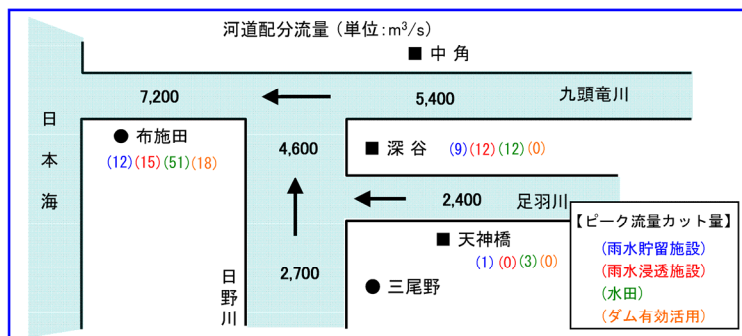 河道配分流量 (単位:m³/s)
■ 中 角
7,200
5,400
九頭竜川
日本海
● 布施田
(12)(15)(51)(18)
4,600
■ 深 谷
(9)(12)(12)(0)
2,400
足羽川
■ 天神橋
(1)(0)(3)(0)
2,700
● 三尾野
日野川
【ピーク流量カット量】
(雨水貯留施設)
(雨水浸透施設)
(水田)
(ダム有効活用)